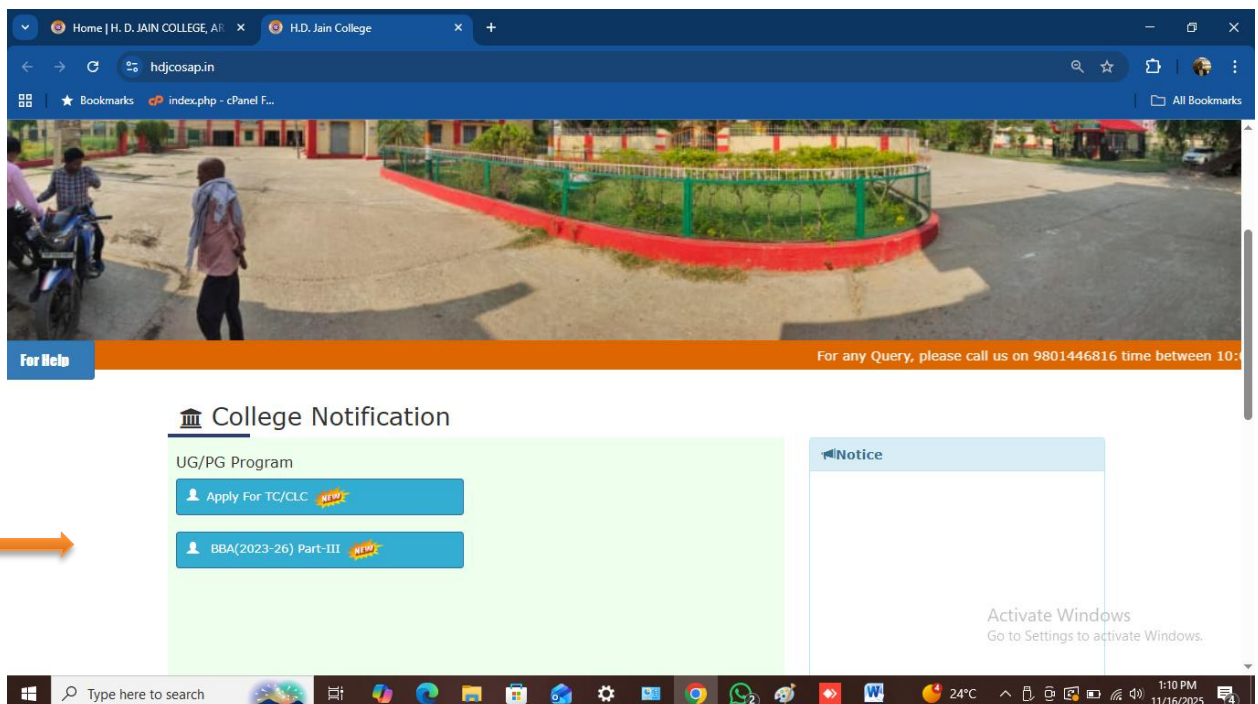 Home | H. D. JAIN COLLEGE, AR
H.D. Jain College
hdjcosap.in
Bookmarks
index.php - cPanel F...
All Bookmarks
For Help
For any Query, please call us on 9801446816 time between 10:
College Notification
UG/PG Program
Apply For TC/CLC NEW
BBA(2023-26) Part-III NEW
Notice
Activate Windows
Go to Settings to activate Windows.
Type here to search
2
24°C
1:10 PM
11/16/2025
4